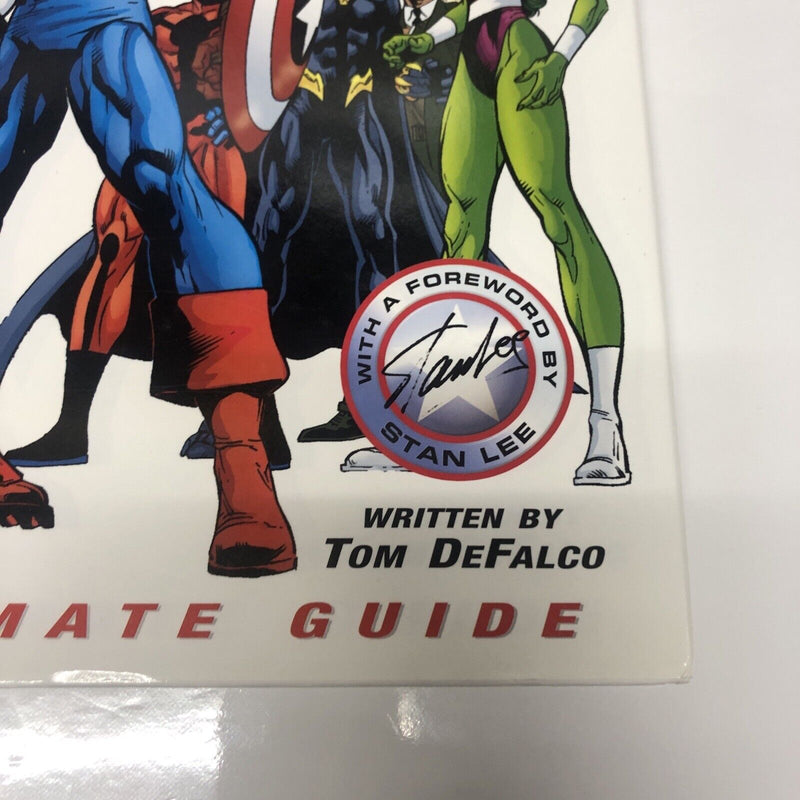 WITH A FOREWORD BY
Stan Lee
STAN LEE
WRITTEN BY
TOM DEFALCO
MATE GUIDE